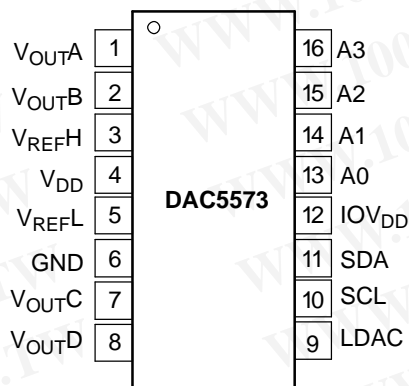 VOUTA 1 16 A3
VOUTB 2 15 A2
VREFH 3 14 A1
VDD 4 13 A0
DAC5573
VREFL 5 12 IOVDD
GND 6 11 SDA
VOUTC 7 10 SCL
VOUTD 8 9 LDAC